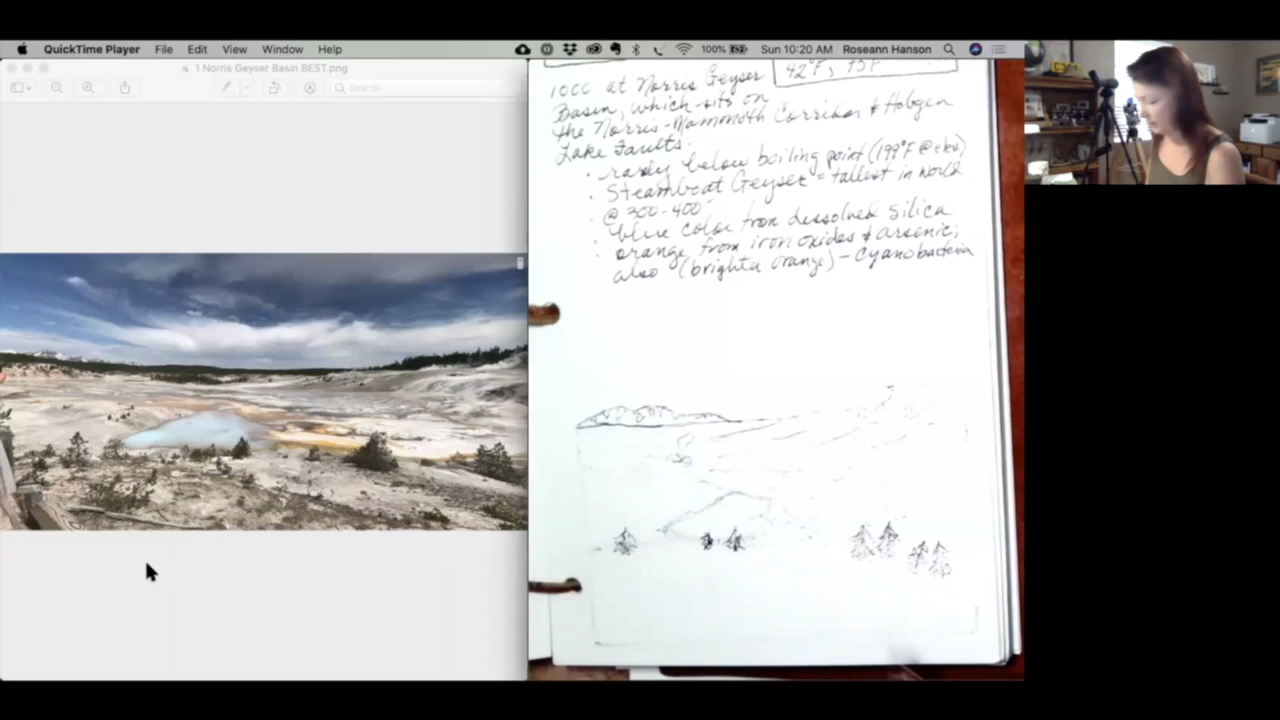 QuickTime Player File Edit View Window Help 100% Sun 10:20 AM Roseann Hanson
1 Norris Geyser Basin BEST.png
Search
42°F,
at Norris Geyser
Basin, which sits on
the Norris-Mammoth Corridor & Hebgen
Lake Faults.
• rarely below boiling point (199°F @ elev)
• Steamboat Geyser = tallest in world
@ 300-400'
• blue color from dissolved silica
• orange from iron oxides & arsenic;
also (brighter orange) - cyanobacteria